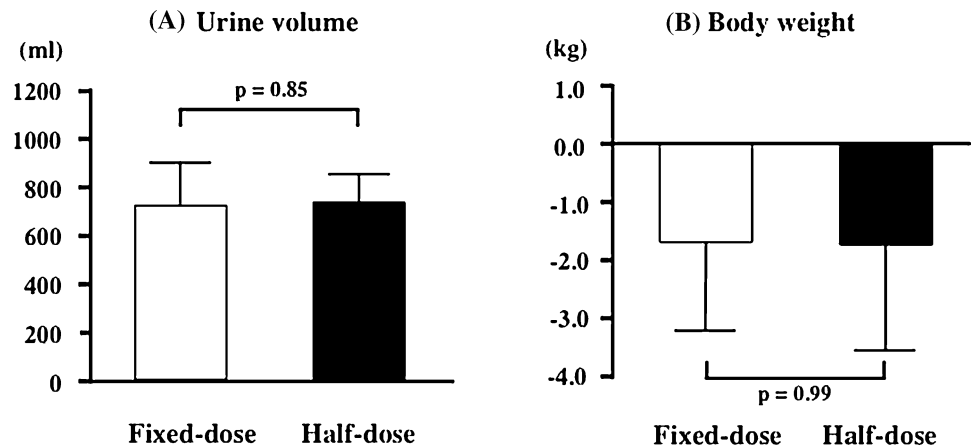 (A) Urine volume
(ml)
1200
1000
800
600
400
200
0
p = 0.85
Fixed-dose Half-dose
(B) Body weight
(kg)
1.0
0.0
-1.0
-2.0
-3.0
-4.0
p = 0.99
Fixed-dose Half-dose